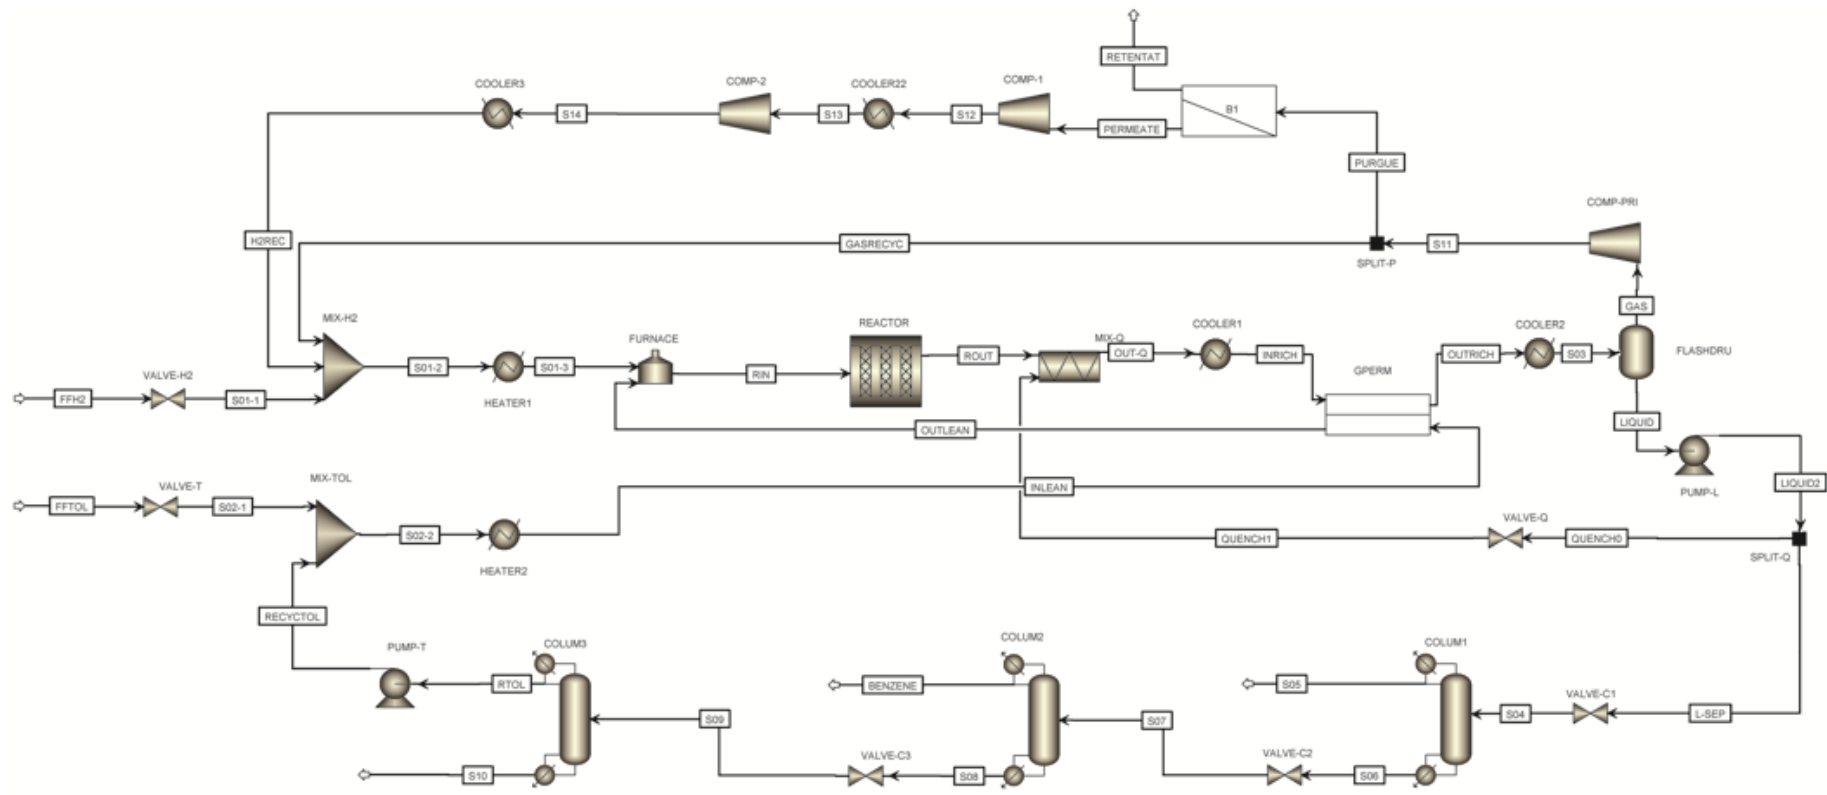 RETENTAT
COOLER3
COMP-2
COOLER22
COMP-1
B1
S14
S13
S12
PERMEATE
PURGUE
COMP-PRI
H2REC
GASRECYC
S11
SPLIT-P
GAS
MIX-H2
FURNACE
REACTOR
MIX-Q
COOLER1
COOLER2
FLASHDRU
VALVE-H2
S01-2
S01-3
ROUT
OUT-Q
INRICH
OUTRICH
S03
RIN
GPERM
FFH2
S01-1
HEATER1
OUTLEAN
LIQUID
MIX-TOL
VALVE-T
INLEAN
PUMP-L
LIQUID2
FFTOL
S02-1
S02-2
VALVE-Q
QUENCH1
QUENCH0
SPLIT-Q
HEATER2
RECYCTOL
PUMP-T
COLUM3
COLUM2
COLUM1
RTOL
BENZENE
S05
VALVE-C1
S09
S07
S04
L-SEP
VALVE-C3
VALVE-C2
S10
S08
S06